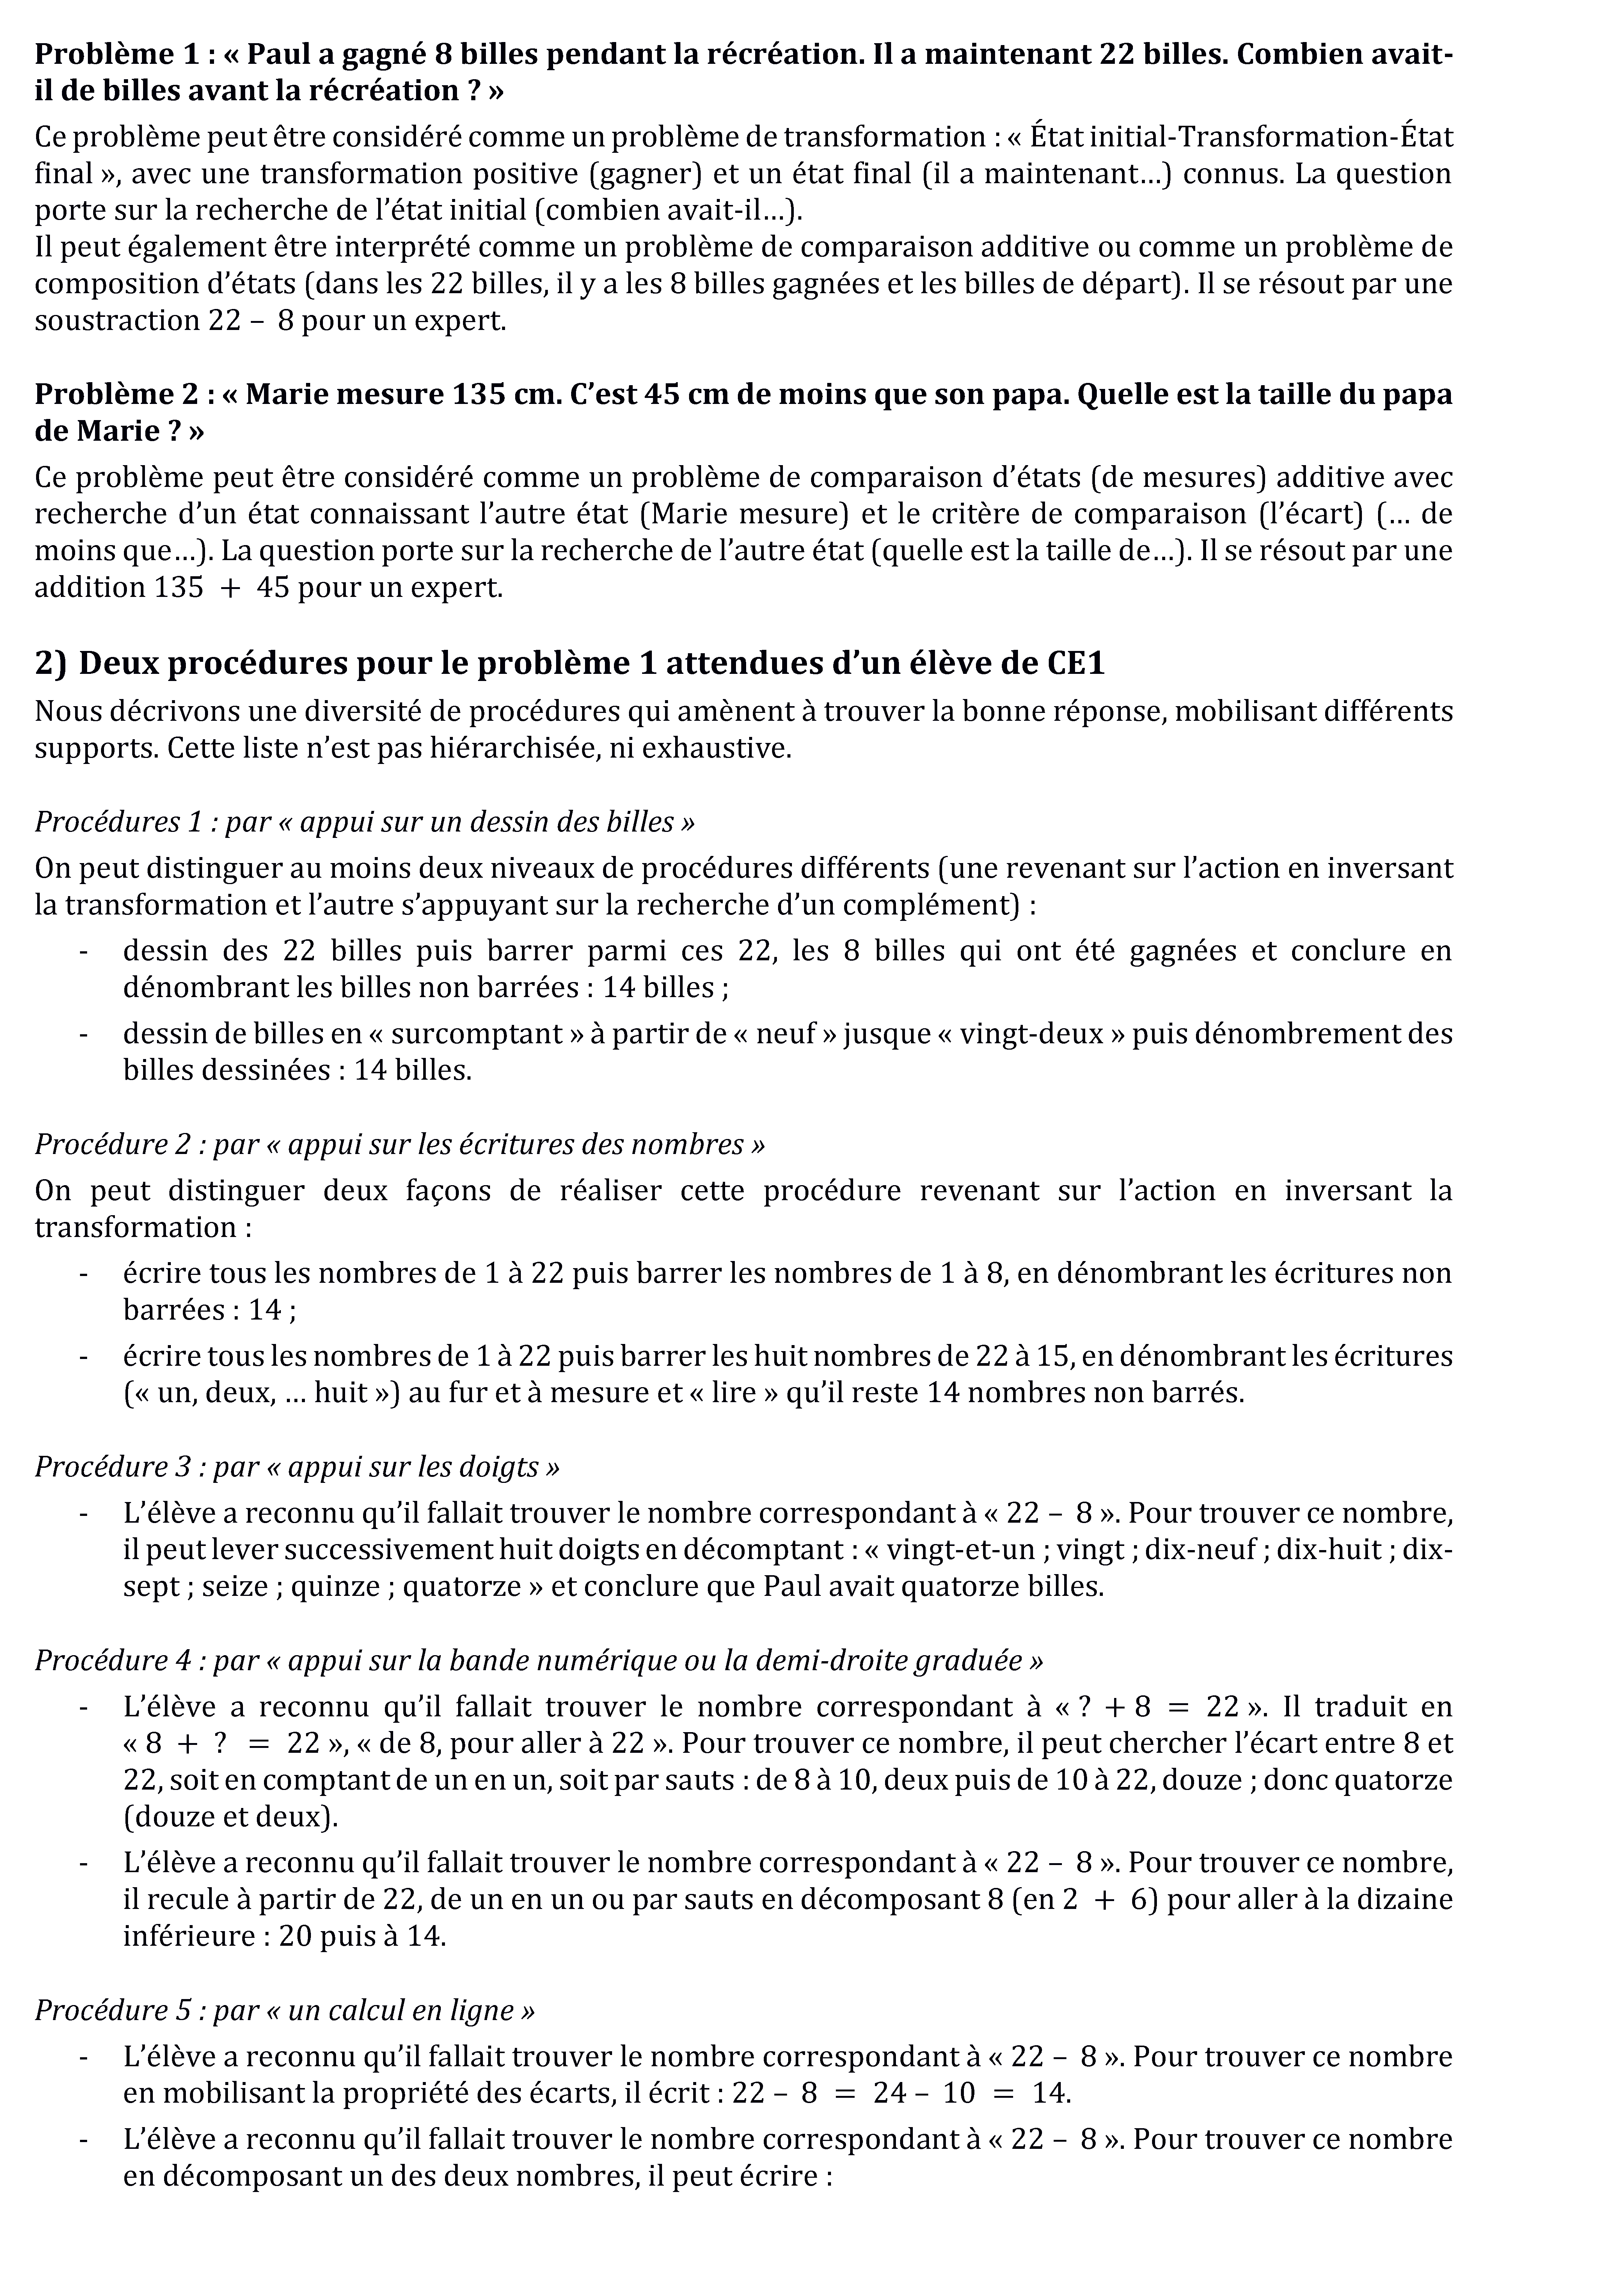 Problème 1 : « Paul a gagné 8 billes pendant la récréation. Il a maintenant 22 billes. Combien avait-
il de billes avant la récréation ? »
Ce problème peut être considéré comme un problème de transformation : « État initial-Transformation-État
final », avec une transformation positive (gagner) et un état final (il a maintenant…) connus. La question
porte sur la recherche de l’état initial (combien avait-il…).
Il peut également être interprété comme un problème de comparaison additive ou comme un problème de
composition d’états (dans les 22 billes, il y a les 8 billes gagnées et les billes de départ). Il se résout par une
soustraction 22 – 8 pour un expert.
Problème 2 : « Marie mesure 135 cm. C’est 45 cm de moins que son papa. Quelle est la taille du papa
de Marie ? »
Ce problème peut être considéré comme un problème de comparaison d’états (de mesures) additive avec
recherche d’un état connaissant l’autre état (Marie mesure) et le critère de comparaison (l’écart) (… de
moins que…). La question porte sur la recherche de l’autre état (quelle est la taille de…). Il se résout par une
addition 135 + 45 pour un expert.
2) Deux procédures pour le problème 1 attendues d’un élève de CE1
Nous décrivons une diversité de procédures qui amènent à trouver la bonne réponse, mobilisant différents
supports. Cette liste n’est pas hiérarchisée, ni exhaustive.
Procédures 1 : par « appui sur un dessin des billes »
On peut distinguer au moins deux niveaux de procédures différents (une revenant sur l’action en inversant
la transformation et l’autre s’appuyant sur la recherche d’un complément) :
- dessin des 22 billes puis barrer parmi ces 22, les 8 billes qui ont été gagnées et conclure en
dénombrant les billes non barrées : 14 billes ;
- dessin de billes en « surcomptant » à partir de « neuf » jusque « vingt-deux » puis dénombrement des
billes dessinées : 14 billes.
Procédure 2 : par « appui sur les écritures des nombres »
On peut distinguer deux façons de réaliser cette procédure revenant sur l’action en inversant la
transformation :
- écrire tous les nombres de 1 à 22 puis barrer les nombres de 1 à 8, en dénombrant les écritures non
barrées : 14 ;
- écrire tous les nombres de 1 à 22 puis barrer les huit nombres de 22 à 15, en dénombrant les écritures
(« un, deux, … huit ») au fur et à mesure et « lire » qu’il reste 14 nombres non barrés.
Procédure 3 : par « appui sur les doigts »
- L’élève a reconnu qu’il fallait trouver le nombre correspondant à « 22 – 8 ». Pour trouver ce nombre,
il peut lever successivement huit doigts en décomptant : « vingt-et-un ; vingt ; dix-neuf ; dix-huit ; dix-
sept ; seize ; quinze ; quatorze » et conclure que Paul avait quatorze billes.
Procédure 4 : par « appui sur la bande numérique ou la demi-droite graduée »
- L’élève a reconnu qu’il fallait trouver le nombre correspondant à « ? + 8 = 22 ». Il traduit en
« 8 + ? = 22 », « de 8, pour aller à 22 ». Pour trouver ce nombre, il peut chercher l’écart entre 8 et
22, soit en comptant de un en un, soit par sauts : de 8 à 10, deux puis de 10 à 22, douze ; donc quatorze
(douze et deux).
- L’élève a reconnu qu’il fallait trouver le nombre correspondant à « 22 – 8 ». Pour trouver ce nombre,
il recule à partir de 22, de un en un ou par sauts en décomposant 8 (en 2 + 6) pour aller à la dizaine
inférieure : 20 puis à 14.
Procédure 5 : par « un calcul en ligne »
- L’élève a reconnu qu’il fallait trouver le nombre correspondant à « 22 – 8 ». Pour trouver ce nombre
en mobilisant la propriété des écarts, il écrit : 22 – 8 = 24 – 10 = 14.
- L’élève a reconnu qu’il fallait trouver le nombre correspondant à « 22 – 8 ». Pour trouver ce nombre
en décomposant un des deux nombres, il peut écrire :